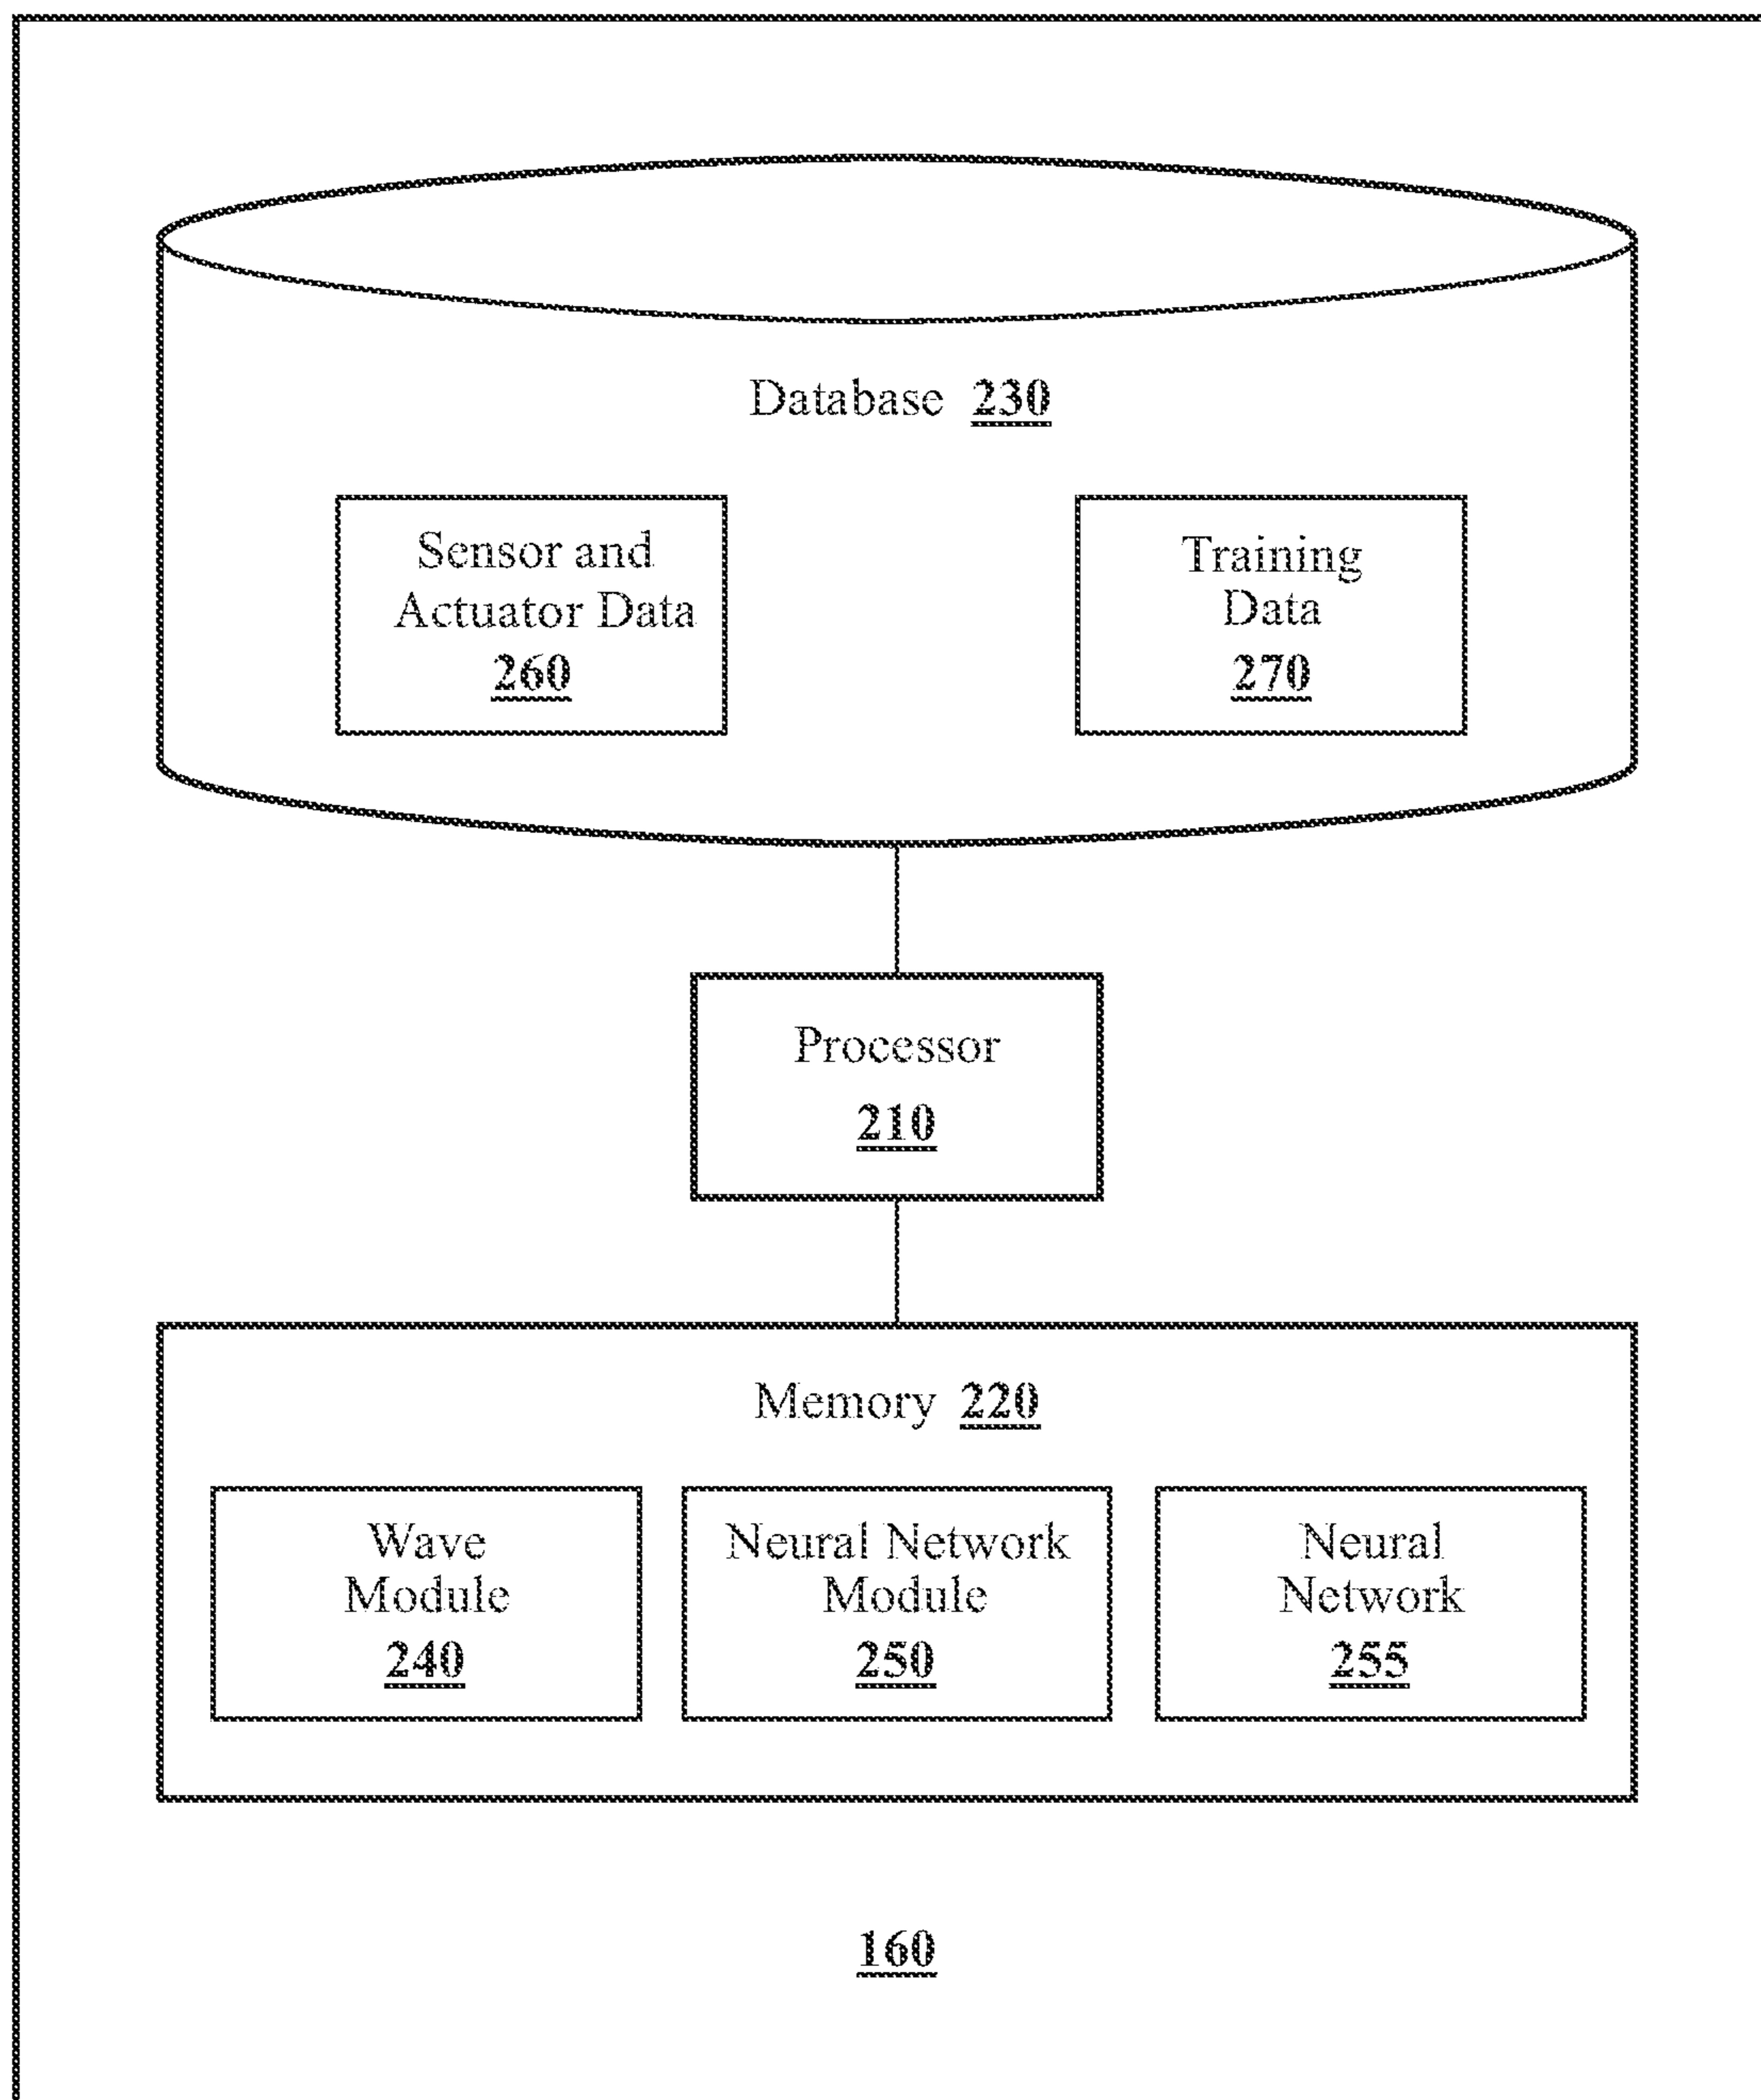 Database 230
Sensor and
Actuator Data
260
Training
Data
270
Processor
210
Memory 220
Wave
Module
240
Neural Network
Module
250
Neural
Network
255
160